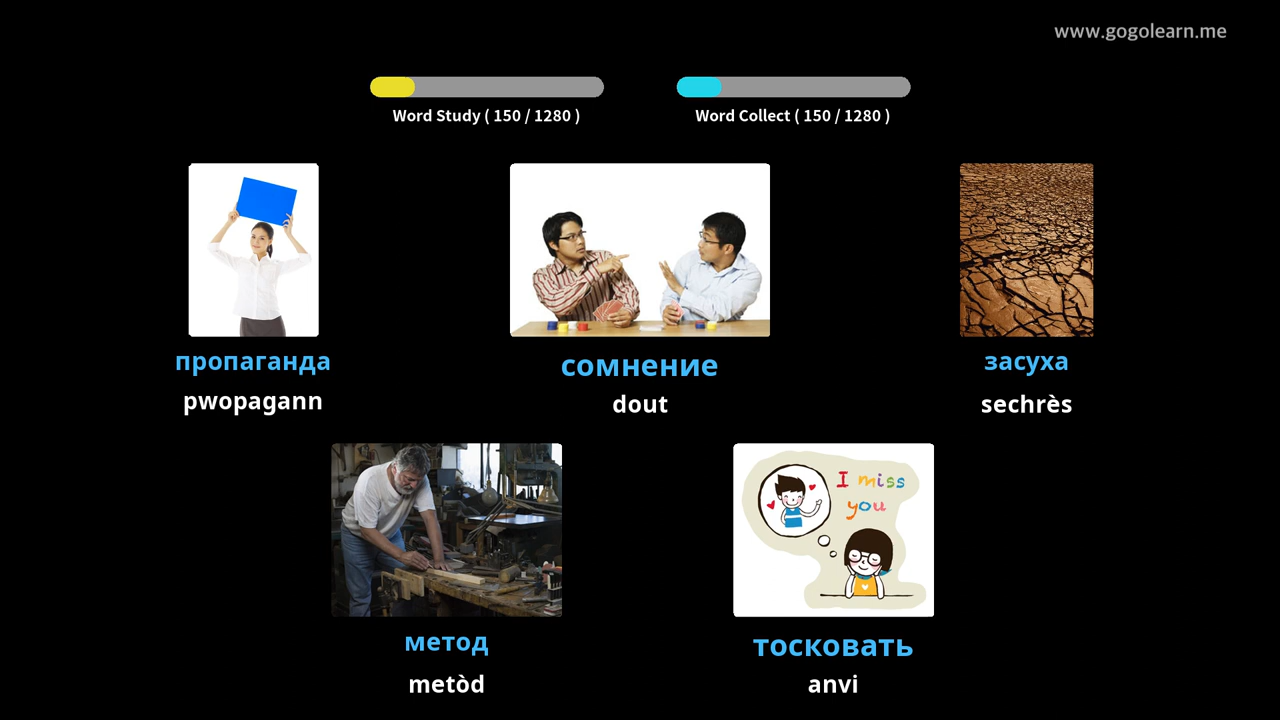 www.gogolearn.me
Word Study ( 150 / 1280 )
Word Collect ( 150 / 1280 )
пропаганда
pwopagann
сомнение
dout
засуха
sechrès
I miss
you
метод
metòd
тосковать
anvi